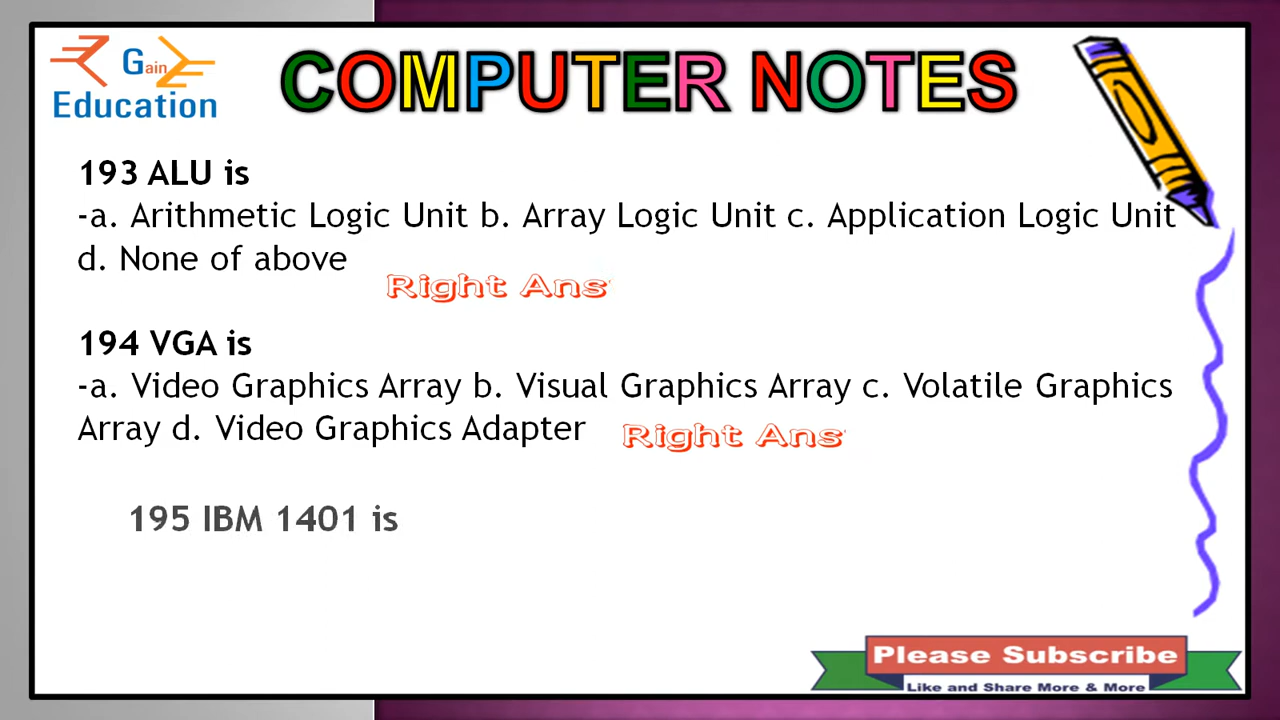 Gain
Education
COMPUTER NOTES
193 ALU is
-a. Arithmetic Logic Unit b. Array Logic Unit c. Application Logic Unit
d. None of above
Right Ans
194 VGA is
-a. Video Graphics Array b. Visual Graphics Array c. Volatile Graphics
Array d. Video Graphics Adapter
Right Ans
195 IBM 1401 is
Please Subscribe
Like and Share More & More